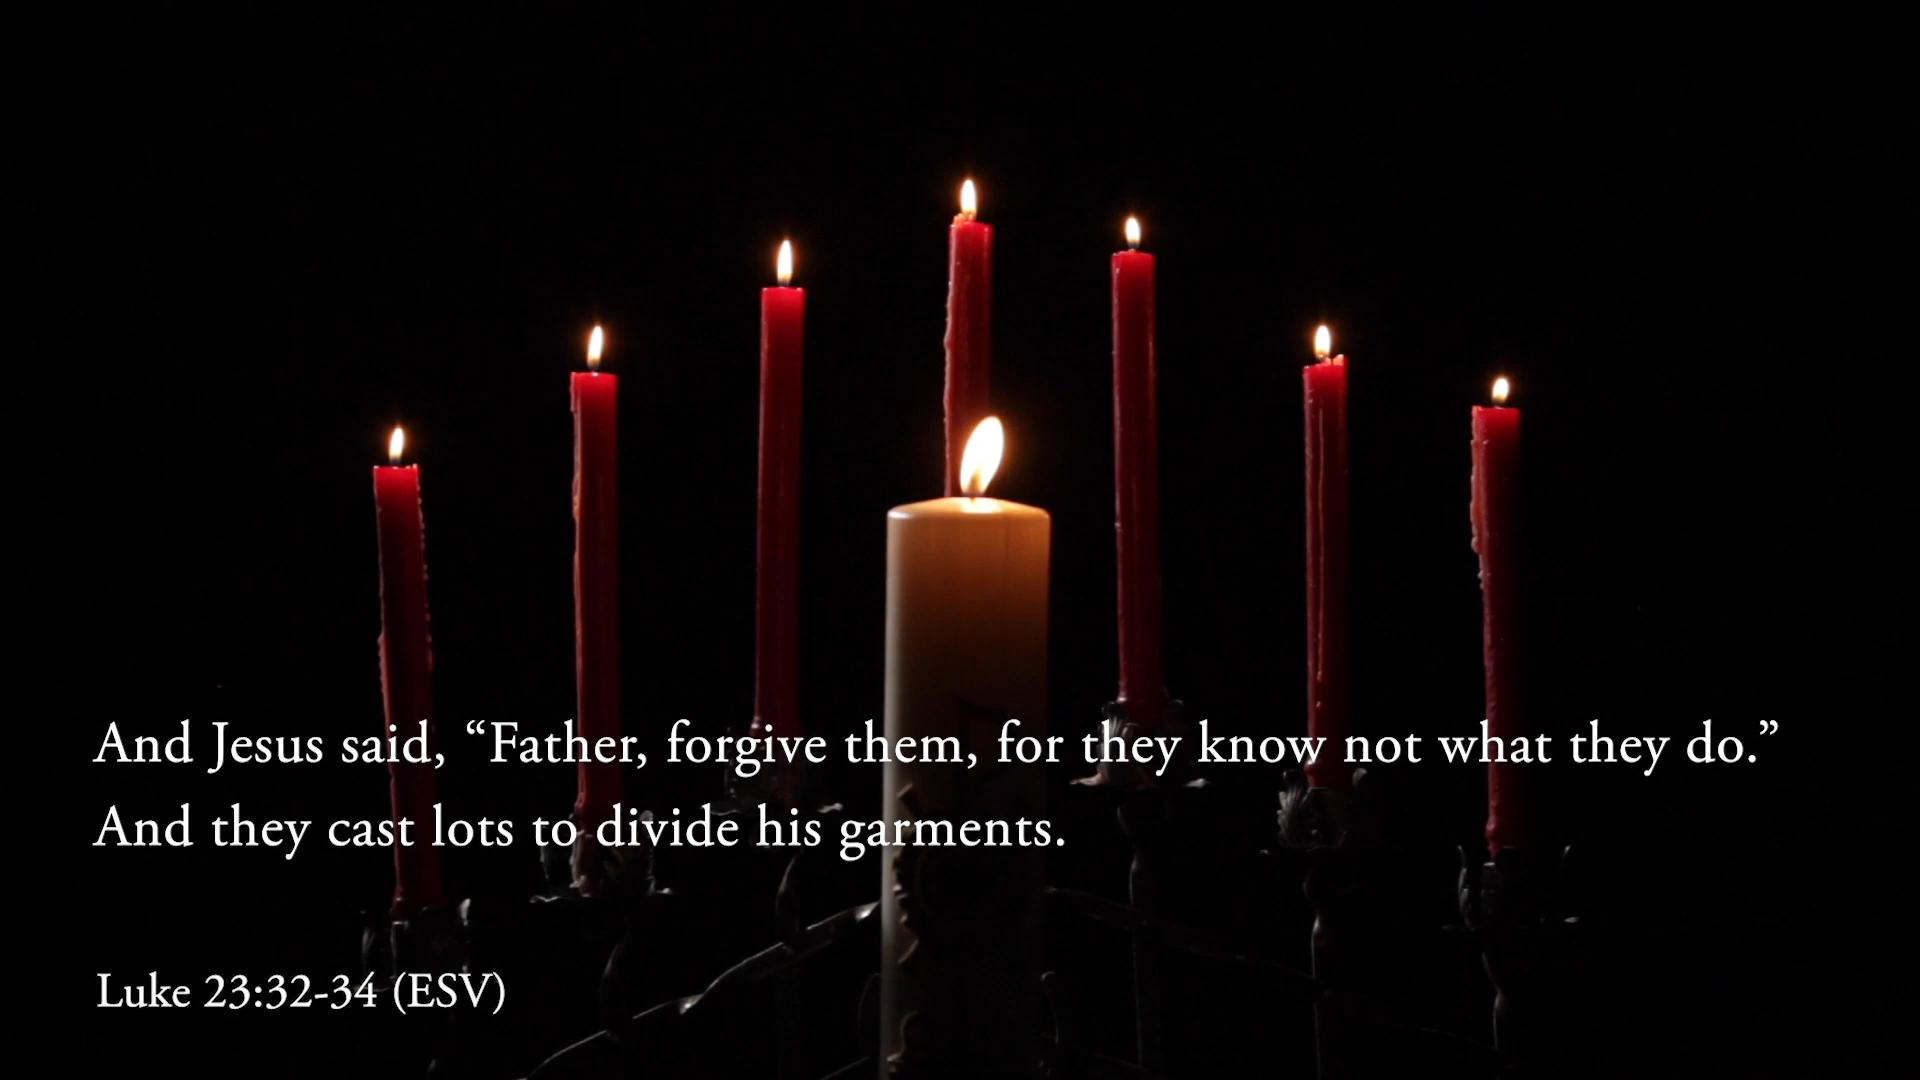 And Jesus said, “Father, forgive them, for they know not what they do.”
And they cast lots to divide his garments.
Luke 23:32-34 (ESV)